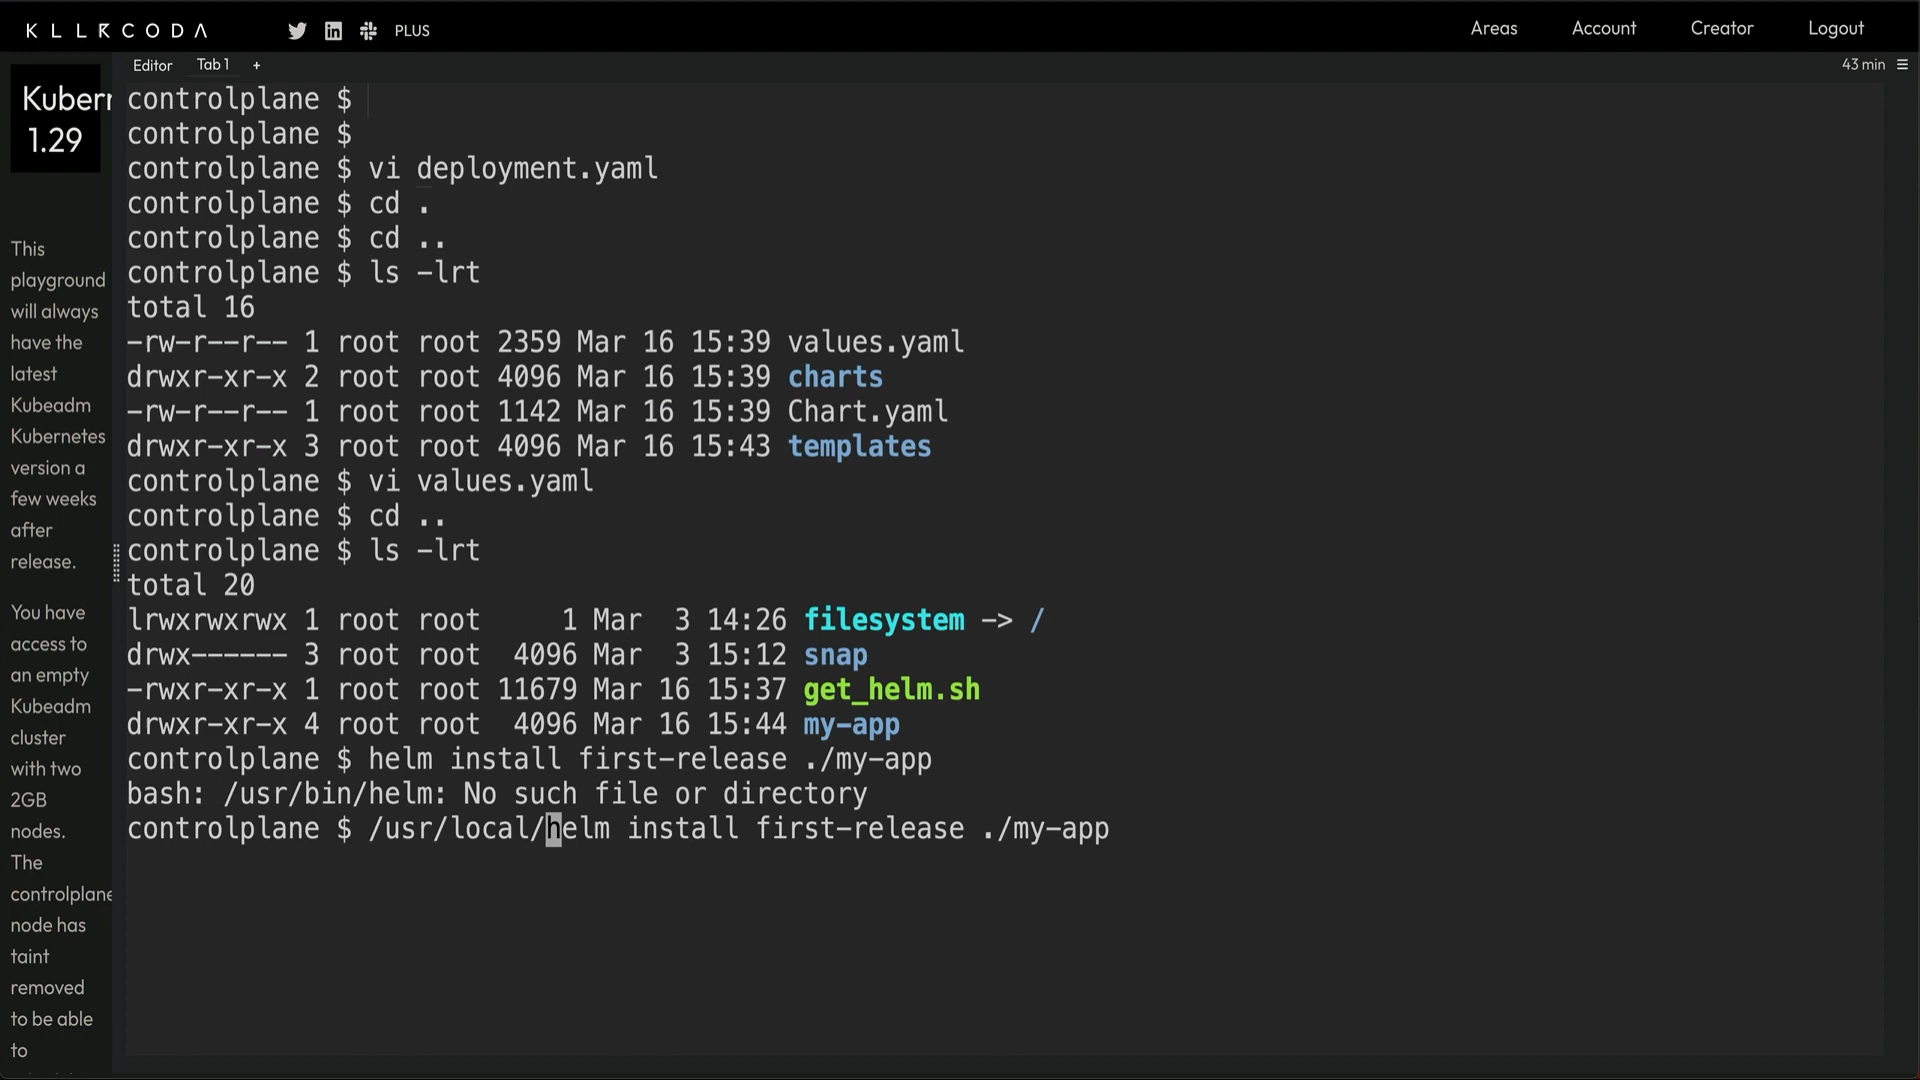 KLLRCODA
PLUS
Areas
Account
Creator
Logout
Editor
Tab 1
+
43 min
Kubern
1.29
This
playground
will always
have the
latest
Kubeadm
Kubernetes
version a
few weeks
after
release.
You have
access to
an empty
Kubeadm
cluster
with two
2GB
nodes.
The
controlplane
node has
taint
removed
to be able
to
controlplane $
controlplane $
controlplane $ vi deployment.yaml
controlplane $ cd .
controlplane $ cd ..
controlplane $ ls -lrt
total 16
-rw-r--r-- 1 root root 2359 Mar 16 15:39 values.yaml
drwxr-xr-x 2 root root 4096 Mar 16 15:39 charts
-rw-r--r-- 1 root root 1142 Mar 16 15:39 Chart.yaml
drwxr-xr-x 3 root root 4096 Mar 16 15:43 templates
controlplane $ vi values.yaml
controlplane $ cd ..
controlplane $ ls -lrt
total 20
lrwxrwxrwx 1 root root     1 Mar  3 14:26 filesystem -> /
drwx------ 3 root root  4096 Mar  3 15:12 snap
-rwxr-xr-x 1 root root 11679 Mar 16 15:37 get_helm.sh
drwxr-xr-x 4 root root  4096 Mar 16 15:44 my-app
controlplane $ helm install first-release ./my-app
bash: /usr/bin/helm: No such file or directory
controlplane $ /usr/local/helm install first-release ./my-app